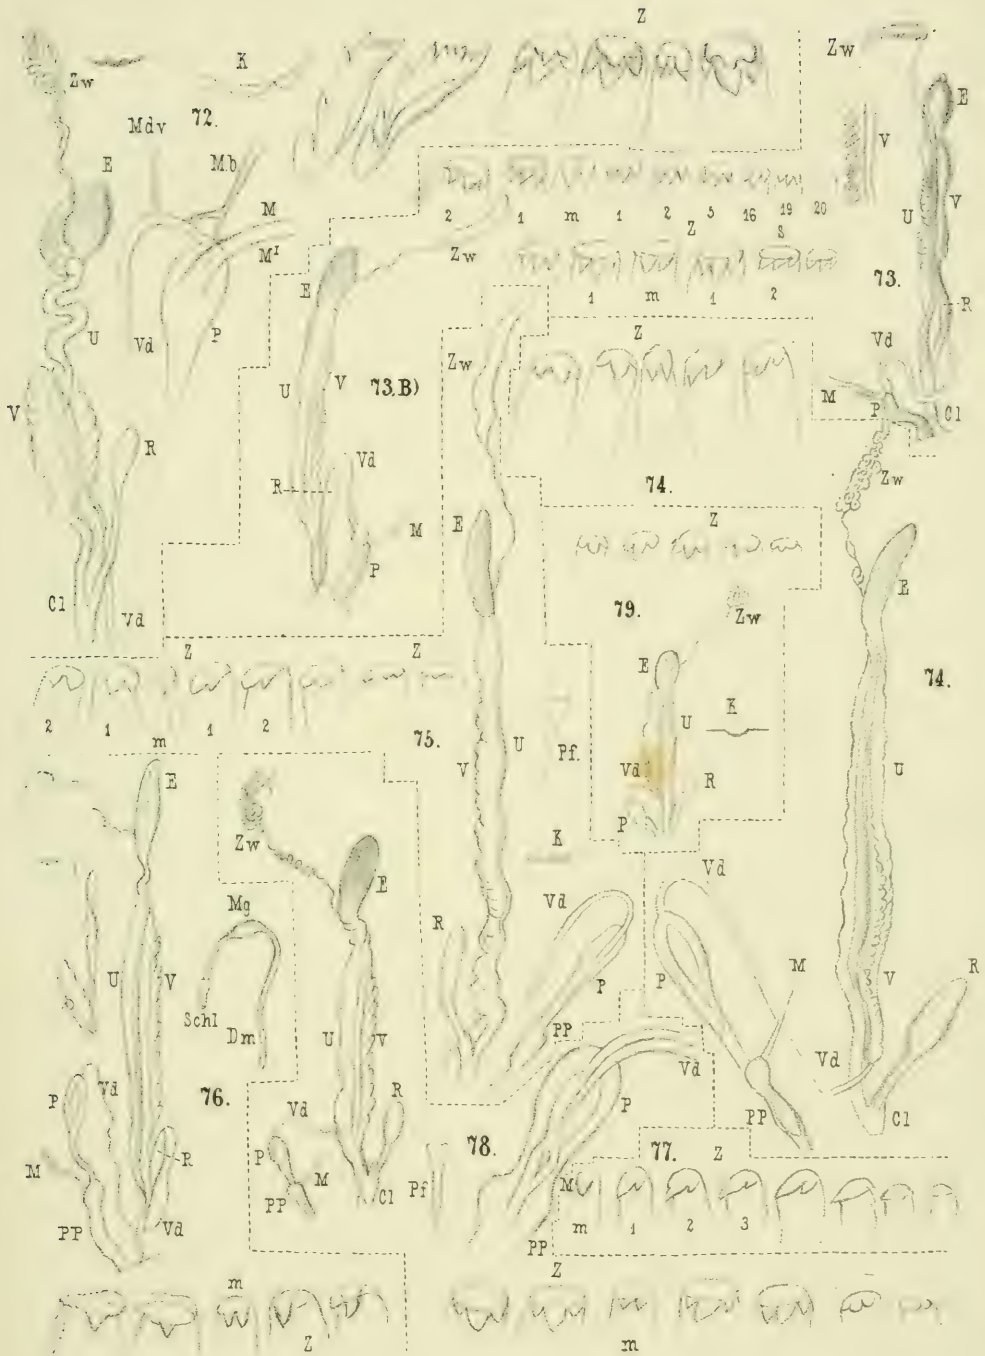 Z
Zw
K
Zw
Mdv
72.
E
E
M.b
V
M
2 1 m 1 2 5 16 19 20
Z
S
U
V
M¹
Zw
E
1 m 1 2
73.
R
U
Vd
P
Zw
Z
Vd
U
V
73.B)
M
P
Cl
V
R
Vd
Zw
R
74.
E
Z
M
P
E
Cl
Vd
79.
Zw
Z
Z
E
74.
2 1 m 1 2
75.
U
K
V
U
Pf.
E
Vd
R
U
Zw
P
K
E
Vd
Vd
Mg
R
U
V
P
P
M
R
V
Schl
Dm
U
V
PP
Vd
Vd
Vd
P
76.
R
P
Cl
Vd
78.
PP
M
R
P
M
77.
Z
Pf
M
PP
Cl
m 1 2 3
PP
Vd
PP
Z
m
Z
m